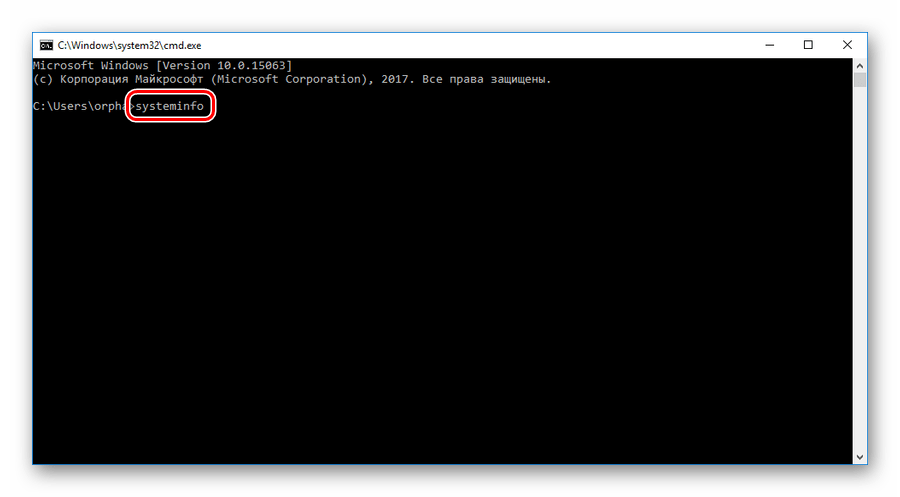 C:\Windows\system32\cmd.exe
Microsoft Windows [Version 10.0.15063]
(c) Корпорация Майкрософт (Microsoft Corporation), 2017. Все права защищены.
C:\Users\orpha>systeminfo